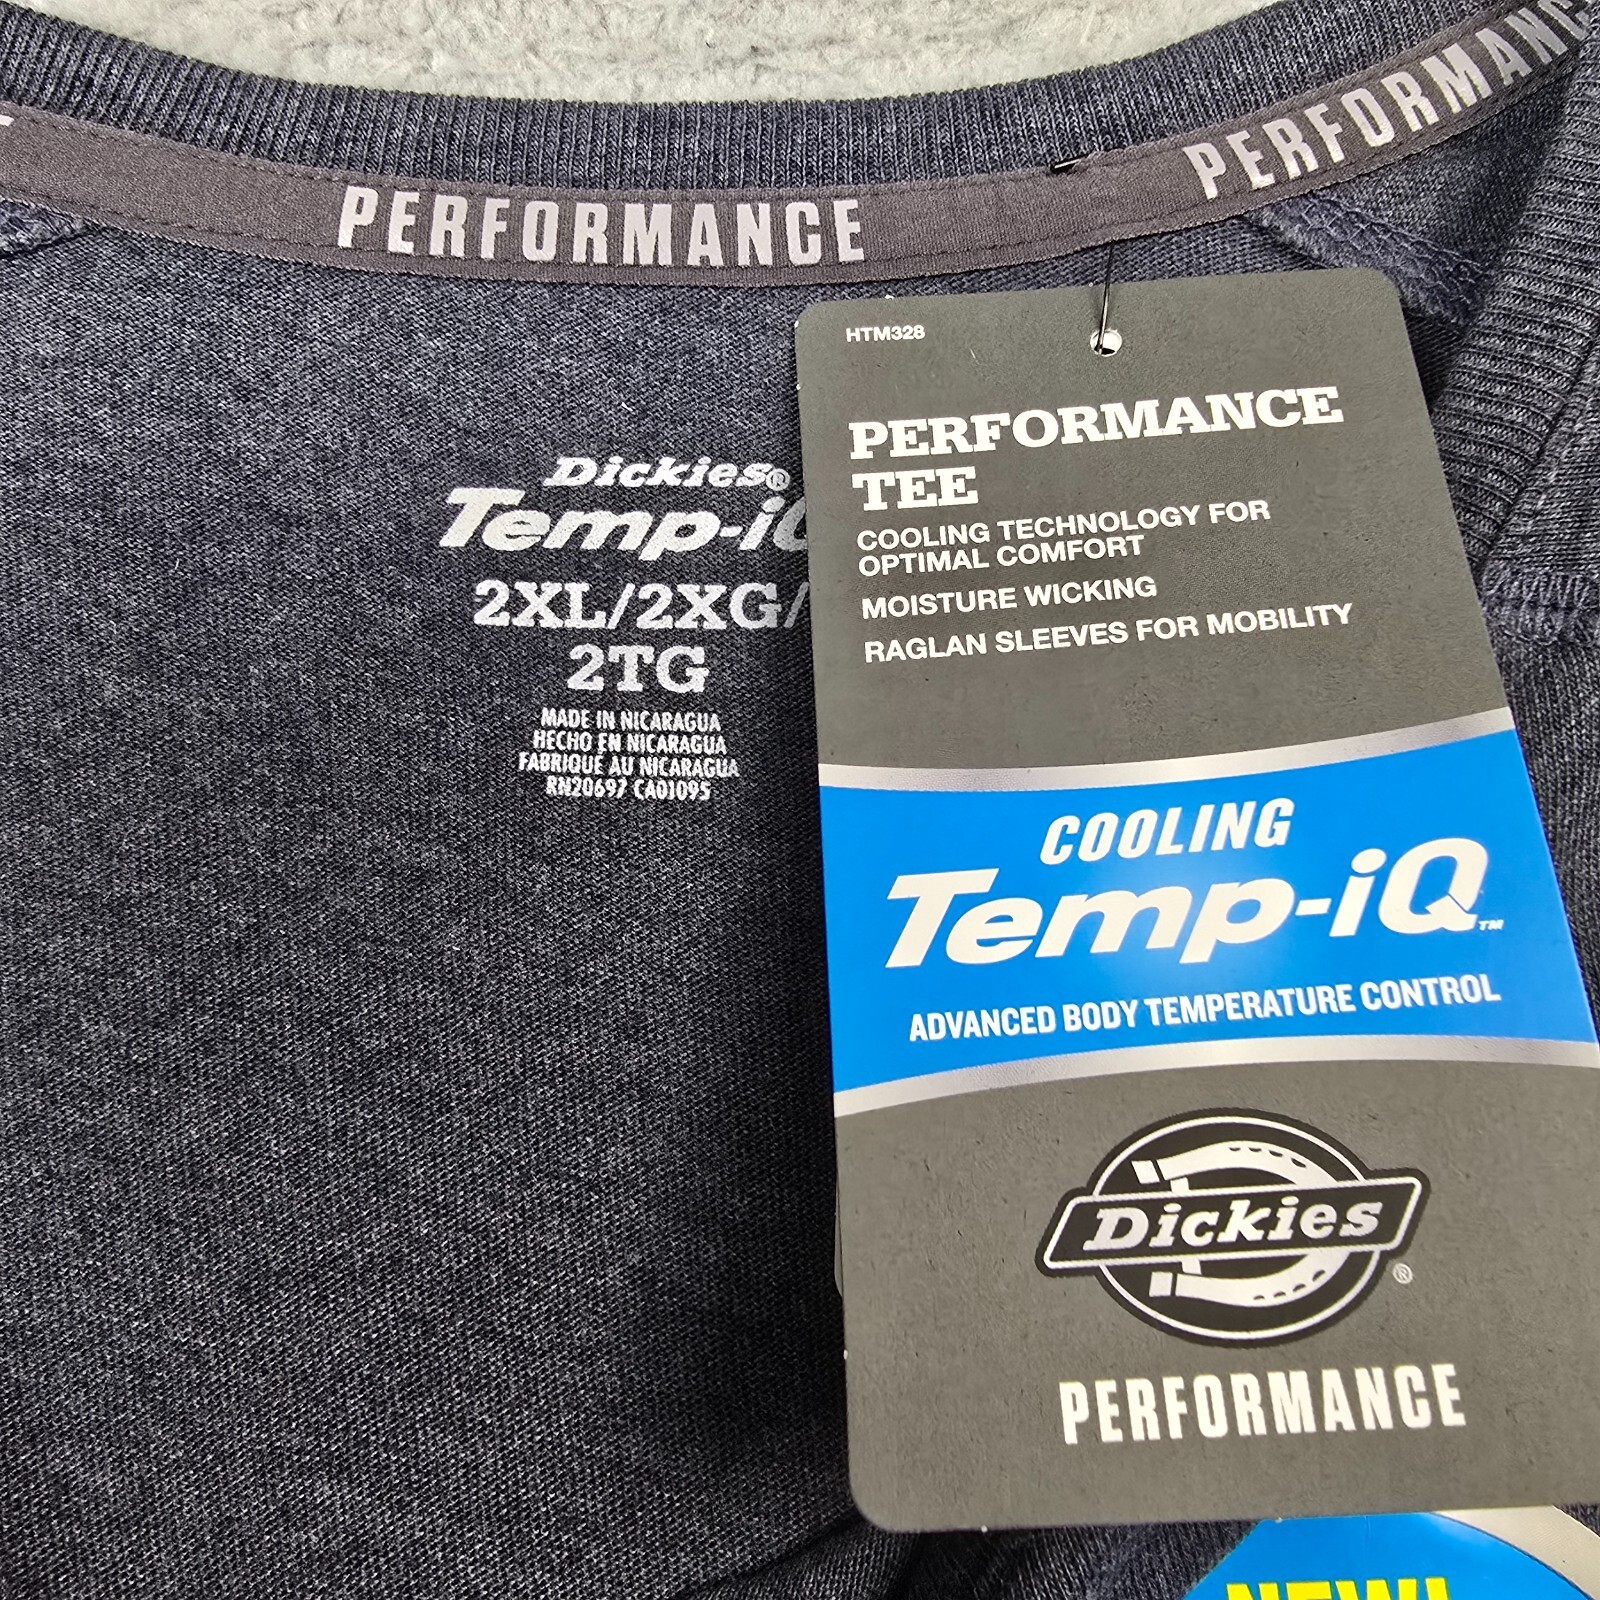 PERFORMANCE
PERFORMANC
HTM328
PERFORMANCE
TEE
COOLING TECHNOLOGY FOR
OPTIMAL COMFORT
MOISTURE WICKING
RAGLAN SLEEVES FOR MOBILITY
Dickies®
Temp-iQ
2XL/2XG/
2TG
MADE IN NICARAGUA
HECHO EN NICARAGUA
FABRIQUE AU NICARAGUA
RN20697 CA01095
COOLING
Temp-iQ™
ADVANCED BODY TEMPERATURE CONTROL
Dickies®
PERFORMANCE
NEW!